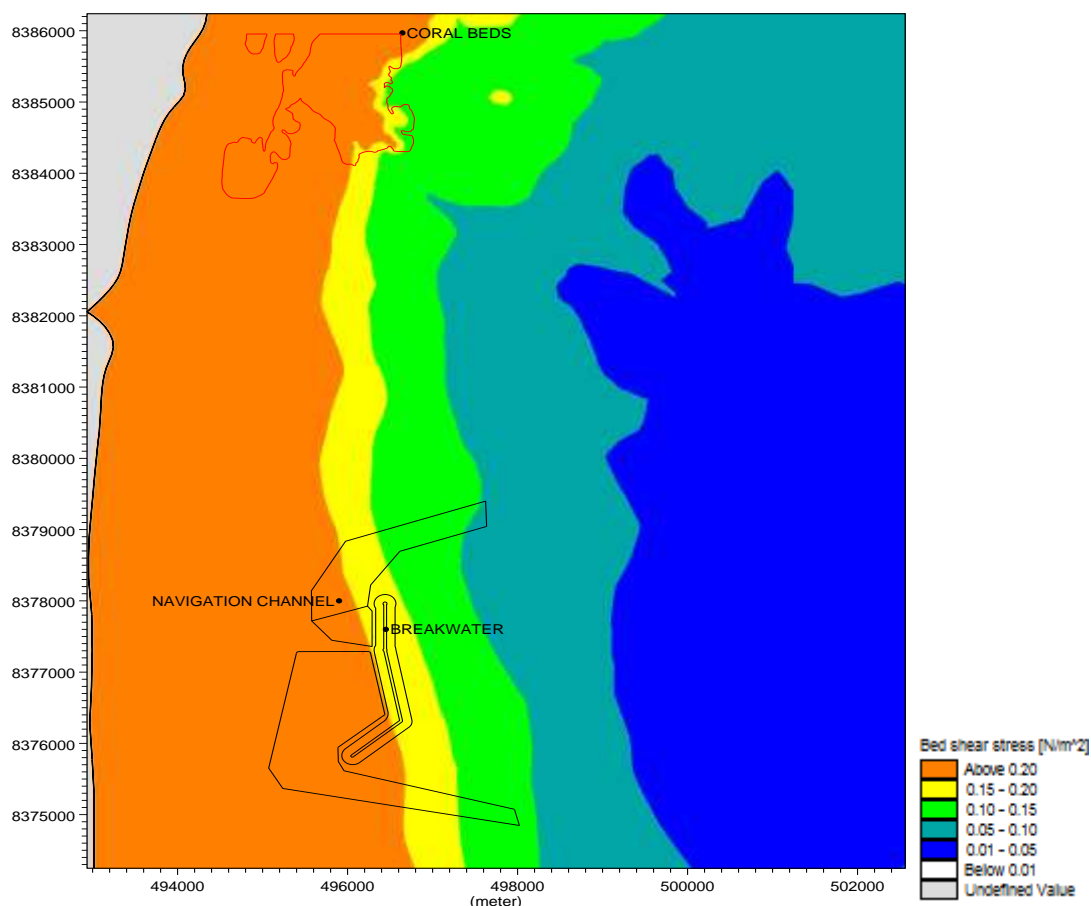 8386000
CORAL BEDS
8385000
8384000
8383000
8382000
8381000
8380000
8379000
8378000
NAVIGATION CHANNEL
BREAKWATER
8377000
8376000
8375000
494000
496000
498000
500000
502000
(meter)
Bed shear stress [N/m^2]
Above 0.20
0.15 - 0.20
0.10 - 0.15
0.05 - 0.10
0.01 - 0.05
Below 0.01
Undefined Value